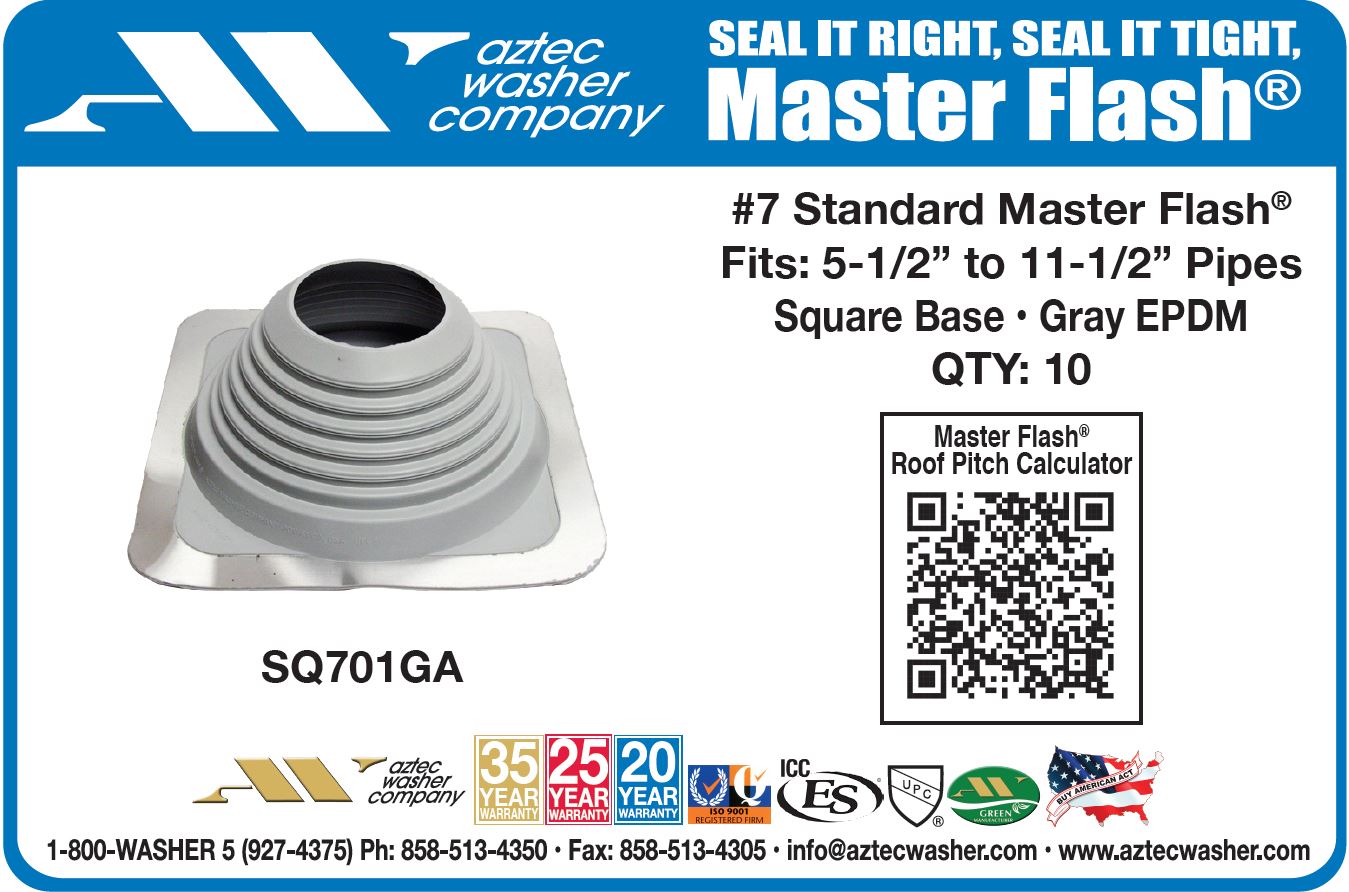 aztec
washer
company
SEAL IT RIGHT, SEAL IT TIGHT,
Master Flash®
#7 Standard Master Flash®
Fits: 5-1/2” to 11-1/2” Pipes
Square Base • Gray EPDM
QTY: 10
Master Flash®
Roof Pitch Calculator
SQ701GA
aztec
washer
company
35
YEAR
WARRANTY
25
YEAR
WARRANTY
20
YEAR
WARRANTY
Q
ISO 9001
REGISTERED FIRM
ICC
ES
®
UPC
®
GREEN
MANUFACTURER
BUY AMERICAN ACT
1-800-WASHER 5 (927-4375) Ph: 858-513-4350 • Fax: 858-513-4305 • info@aztecwasher.com • www.aztecwasher.com